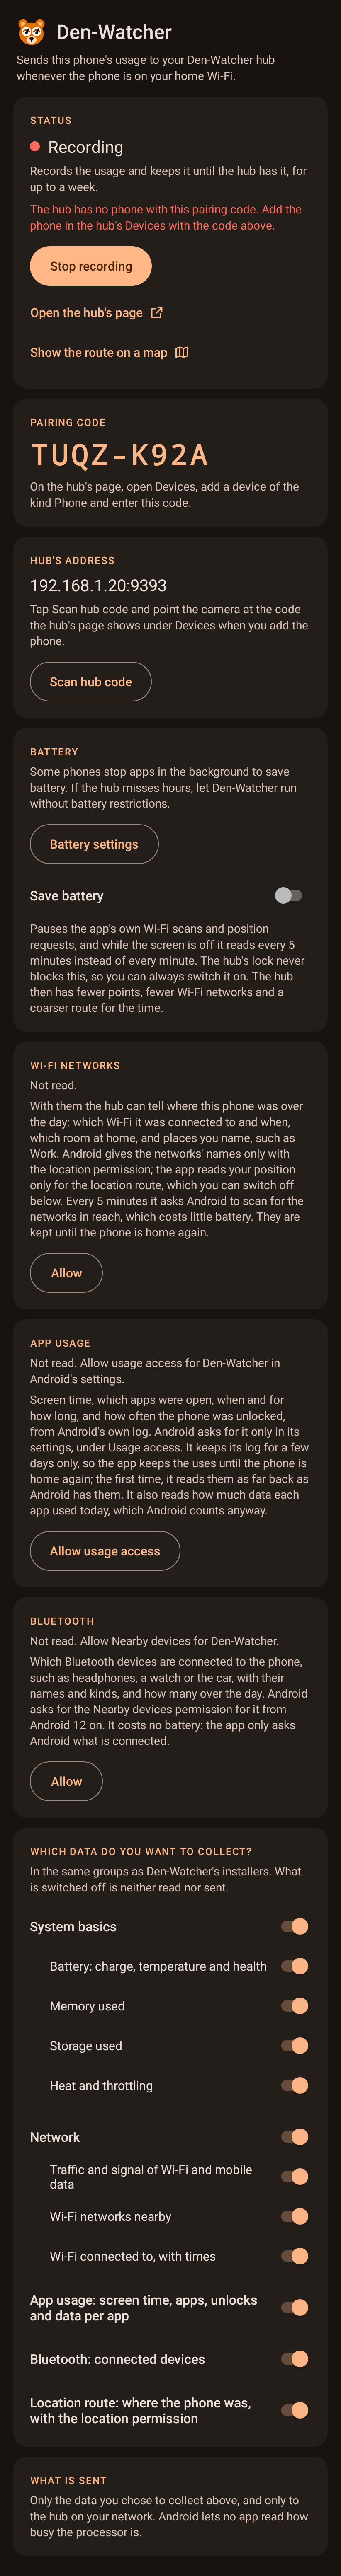 Den-Watcher
Sends this phone's usage to your Den-Watcher hub
whenever the phone is on your home Wi-Fi.
STATUS
Recording
Records the usage and keeps it until the hub has it, for
up to a week.
The hub has no phone with this pairing code. Add the
phone in the hub's Devices with the code above.
Stop recording
Open the hub's page
Show the route on a map
PAIRING CODE
TUQZ-K92A
On the hub's page, open Devices, add a device of the
kind Phone and enter this code.
HUB'S ADDRESS
192.168.1.20:9393
Tap Scan hub code and point the camera at the code
the hub's page shows under Devices when you add the
phone.
Scan hub code
BATTERY
Some phones stop apps in the background to save
battery. If the hub misses hours, let Den-Watcher run
without battery restrictions.
Battery settings
Save battery
Pauses the app's own Wi-Fi scans and position
requests, and while the screen is off it reads every 5
minutes instead of every minute. The hub's lock never
blocks this, so you can always switch it on. The hub
then has fewer points, fewer Wi-Fi networks and a
coarser route for the time.
WI-FI NETWORKS
Not read.
With them the hub can tell where this phone was over
the day: which Wi-Fi it was connected to and when,
which room at home, and places you name, such as
Work. Android gives the networks' names only with
the location permission; the app reads your position
only for the location route, which you can switch off
below. Every 5 minutes it asks Android to scan for the
networks in reach, which costs little battery. They are
kept until the phone is home again.
Allow
APP USAGE
Not read. Allow usage access for Den-Watcher in
Android's settings.
Screen time, which apps were open, when and for
how long, and how often the phone was unlocked,
from Android's own log. Android asks for it only in its
settings, under Usage access. It keeps its log for a few
days only, so the app keeps the uses until the phone is
home again; the first time, it reads them as far back as
Android has them. It also reads how much data each
app used today, which Android counts anyway.
Allow usage access
BLUETOOTH
Not read. Allow Nearby devices for Den-Watcher.
Which Bluetooth devices are connected to the phone,
such as headphones, a watch or the car, with their
names and kinds, and how many over the day. Android
asks for the Nearby devices permission for it from
Android 12 on. It costs no battery: the app only asks
Android what is connected.
Allow
WHICH DATA DO YOU WANT TO COLLECT?
In the same groups as Den-Watcher's installers. What
is switched off is neither read nor sent.
System basics
Battery: charge, temperature and health
Memory used
Storage used
Heat and throttling
Network
Traffic and signal of Wi-Fi and mobile
data
Wi-Fi networks nearby
Wi-Fi connected to, with times
App usage: screen time, apps, unlocks
and data per app
Bluetooth: connected devices
Location route: where the phone was,
with the location permission
WHAT IS SENT
Only the data you chose to collect above, and only to
the hub on your network. Android lets no app read how
busy the processor is.